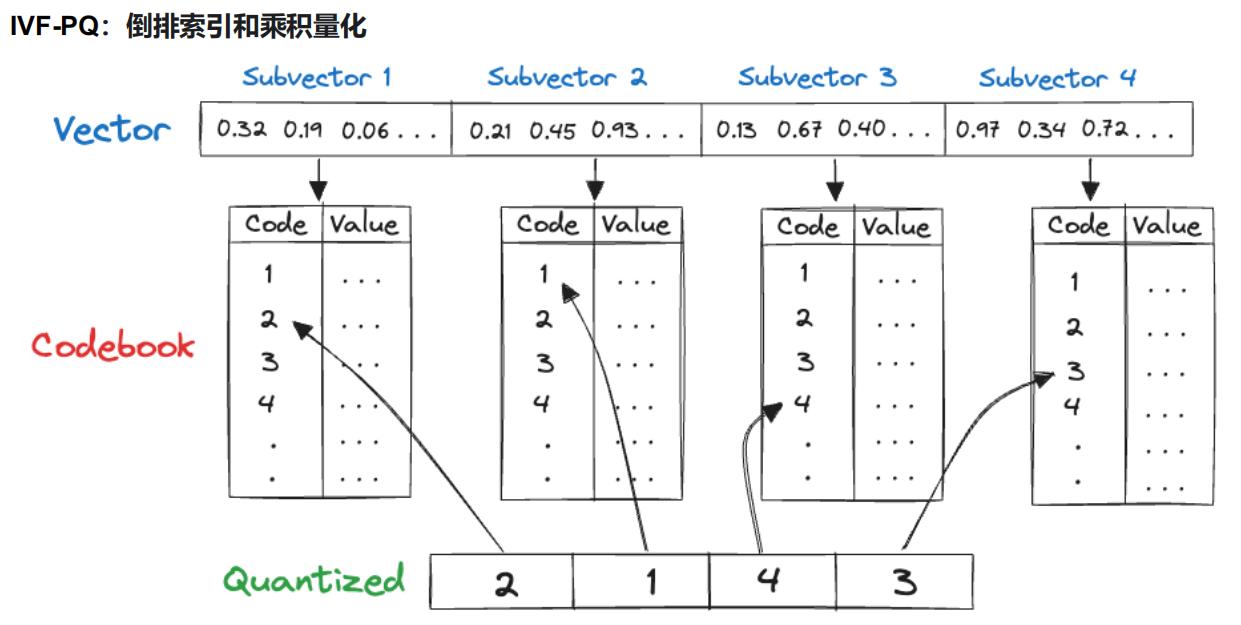 IVF-PQ：倒排索引和乘积量化
Subvector 1 Subvector 2 Subvector 3 Subvector 4
Vector 0.32 0.19 0.06... 0.21 0.45 0.93... 0.13 0.67 0.40... 0.97 0.34 0.72...
Code Value Code Value Code Value Code Value
1 ... 1 ... 1 ... 1 ...
2 ... 2 ... 2 ... 2 ...
Codebook
3 ... 3 ... 3 ... 3 ...
4 ... 4 ... 4 ... 4 ...
. ... . ... . ... . ...
. ... . ... . ... . ...
Quantized 2 1 4 3